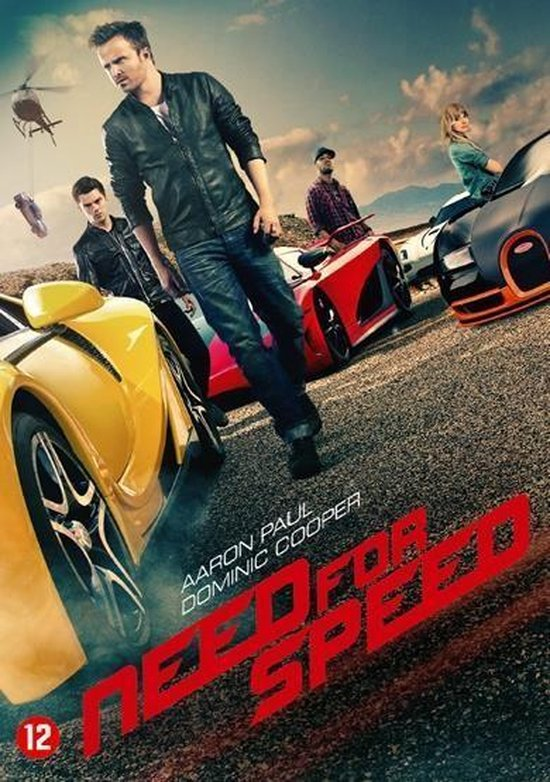 AARON PAUL
DOMINIC COOPER
NEED FOR
SPEED
12